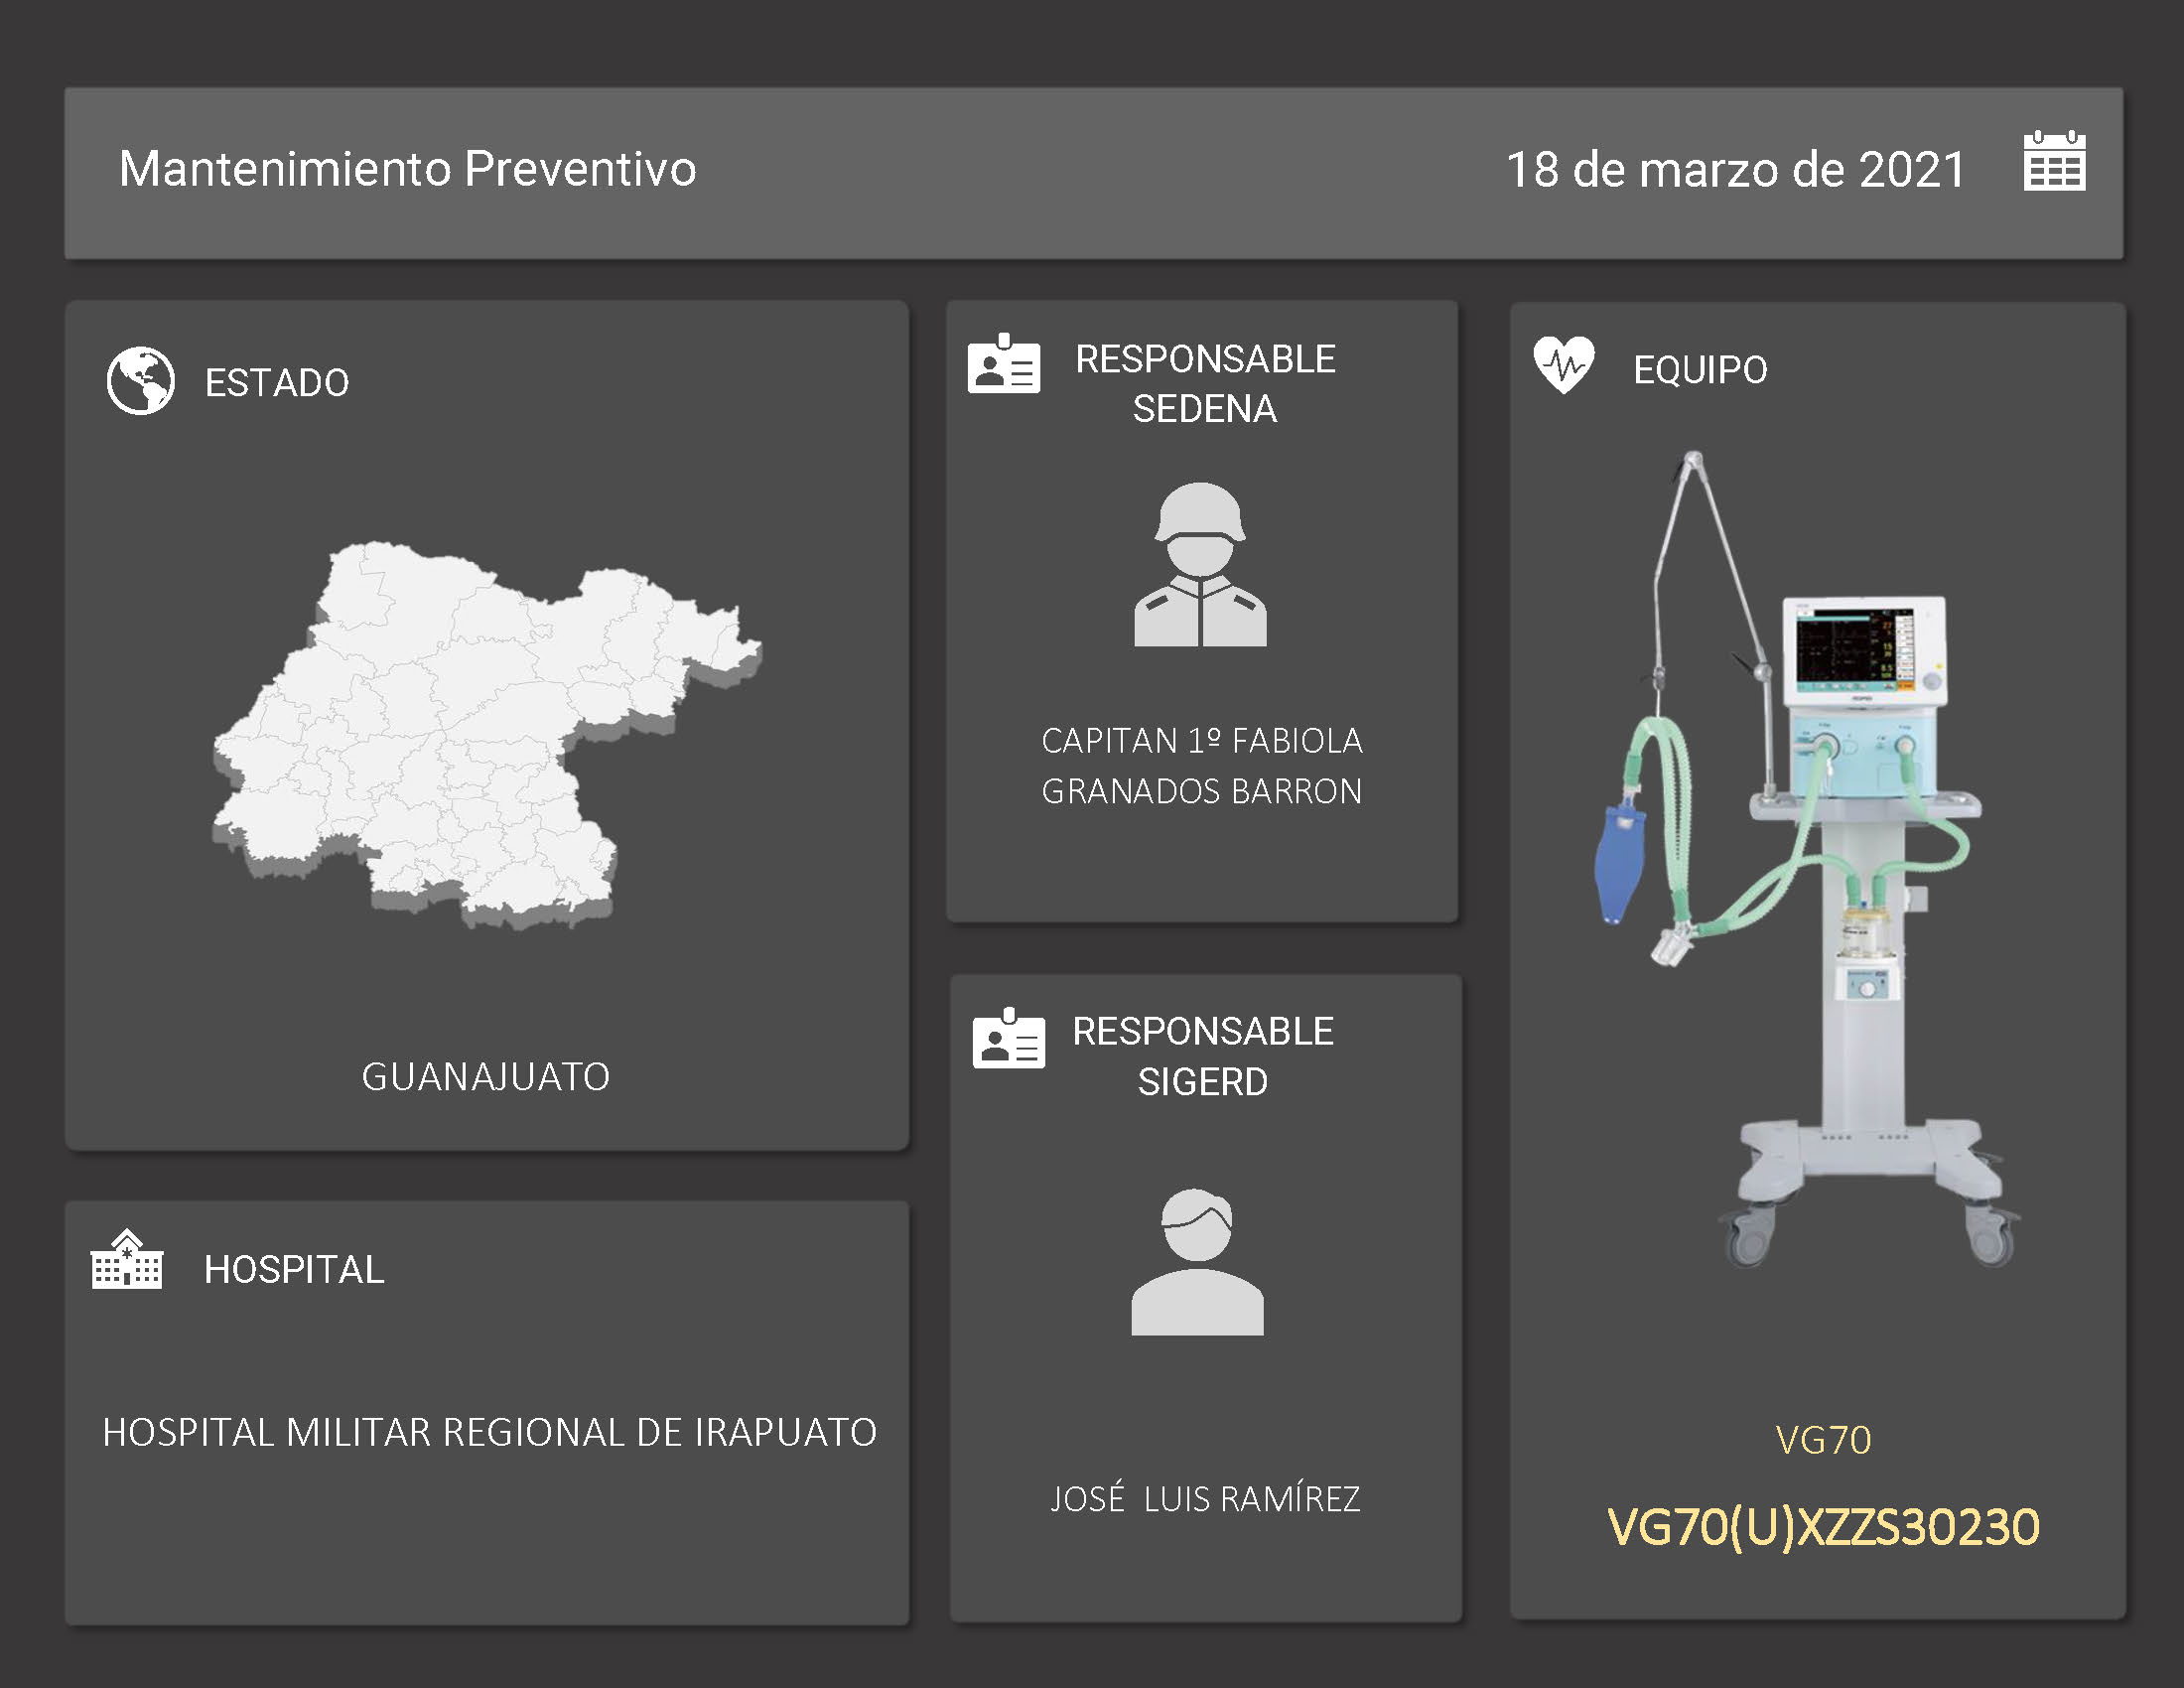 Mantenimiento Preventivo
18 de marzo de 2021
ESTADO
GUANAJUATO
HOSPITAL
HOSPITAL MILITAR REGIONAL DE IRAPUATO
RESPONSABLE
SEDENA
CAPITAN 1º FABIOLA
GRANADOS BARRON
RESPONSABLE
SIGERD
JOSÉ LUIS RAMÍREZ
EQUIPO
VG70
VG70(U)XZZS30230